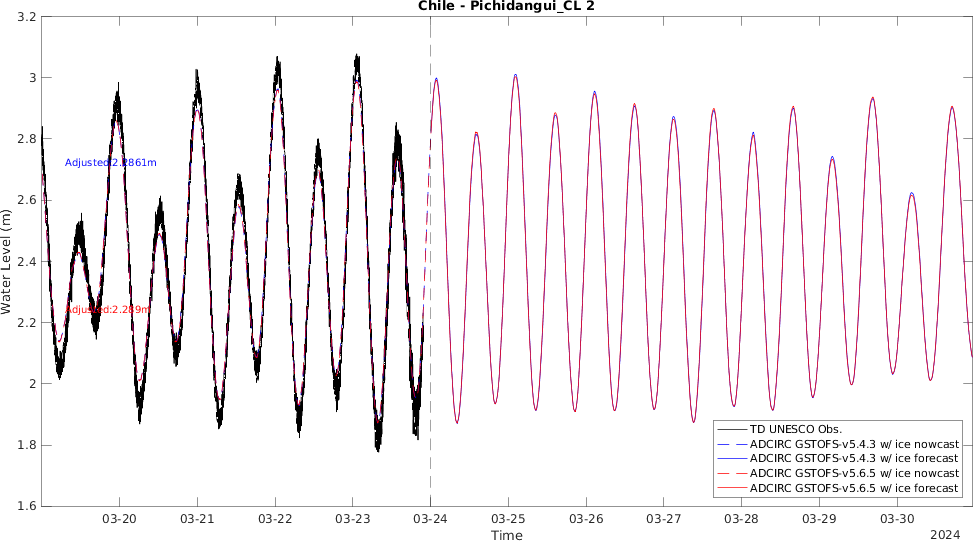 Chile - Pichidangui_CL 2
3.2
3
2.8
2.6
2.4
2.2
2
1.8
1.6
Water Level (m)
Adjusted:2.2861m
Adjusted:2.289m
TD UNESCO Obs.
ADCIRC GSTOFS-v5.4.3 w/ ice nowcast
ADCIRC GSTOFS-v5.4.3 w/ ice forecast
ADCIRC GSTOFS-v5.6.5 w/ ice nowcast
ADCIRC GSTOFS-v5.6.5 w/ ice forecast
03-20 03-21 03-22 03-23 03-24 03-25 03-26 03-27 03-28 03-29 03-30
Time
2024